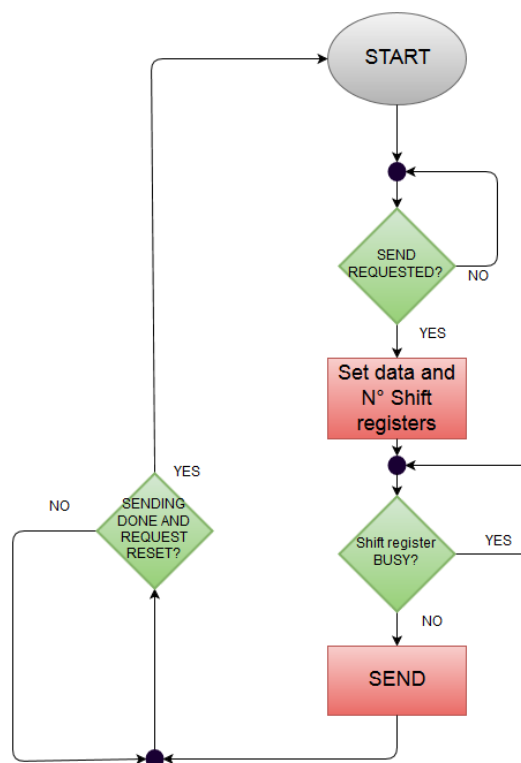 START
SEND
REQUESTED?
NO
YES
Set data and
N° Shift
registers
YES
NO
SENDING
DONE AND
REQUEST
RESET?
Shift register
BUSY?
YES
NO
SEND